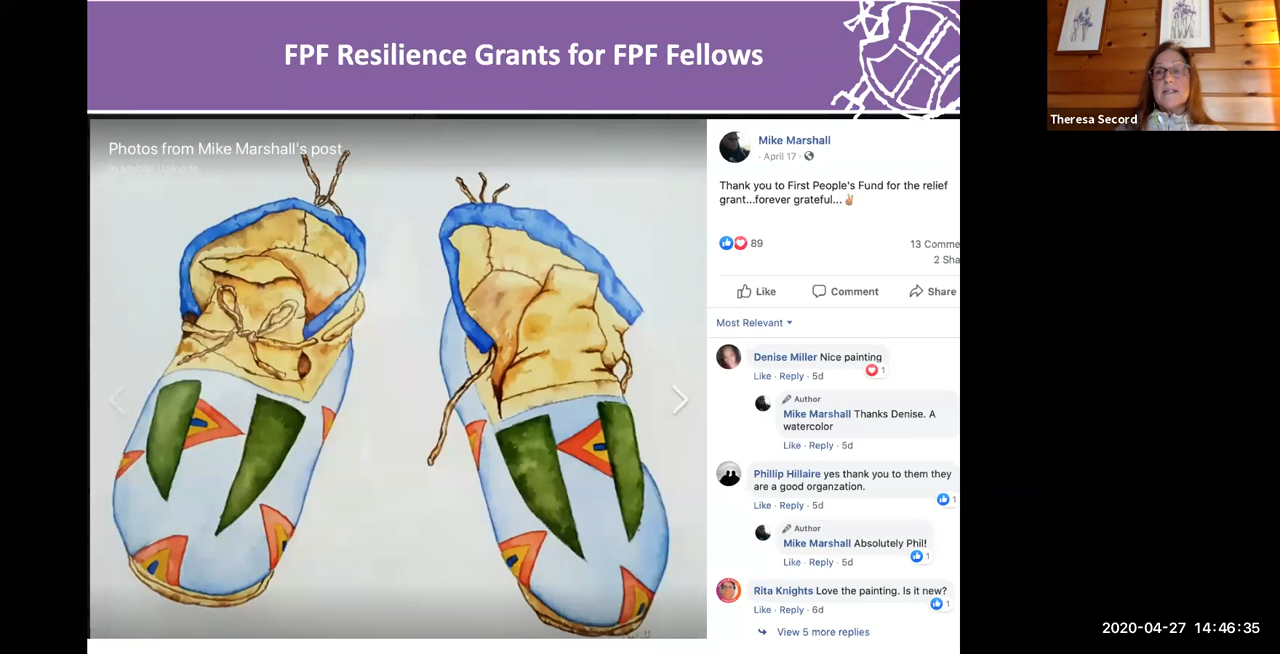 FPF Resilience Grants for FPF Fellows
Theresa Secord
Photos from Mike Marshall's post
in Mobile Uploads
Mike Marshall
· April 17 ·
Thank you to First People's Fund for the relief
grant...forever grateful...✌🏽
89
13 Comme
2 Sha
Like
Comment
Share
Most Relevant
Denise Miller Nice painting
1
Like · Reply · 5d
Author
Mike Marshall Thanks Denise. A
watercolor
Like · Reply · 5d
Phillip Hillaire yes thank you to them they
are a good organzation.
1
Like · Reply · 5d
Author
Mike Marshall Absolutely Phil!
1
Like · Reply · 5d
Rita Knights Love the painting. Is it new?
1
Like · Reply · 6d
View 5 more replies
2020-04-27 14:46:35